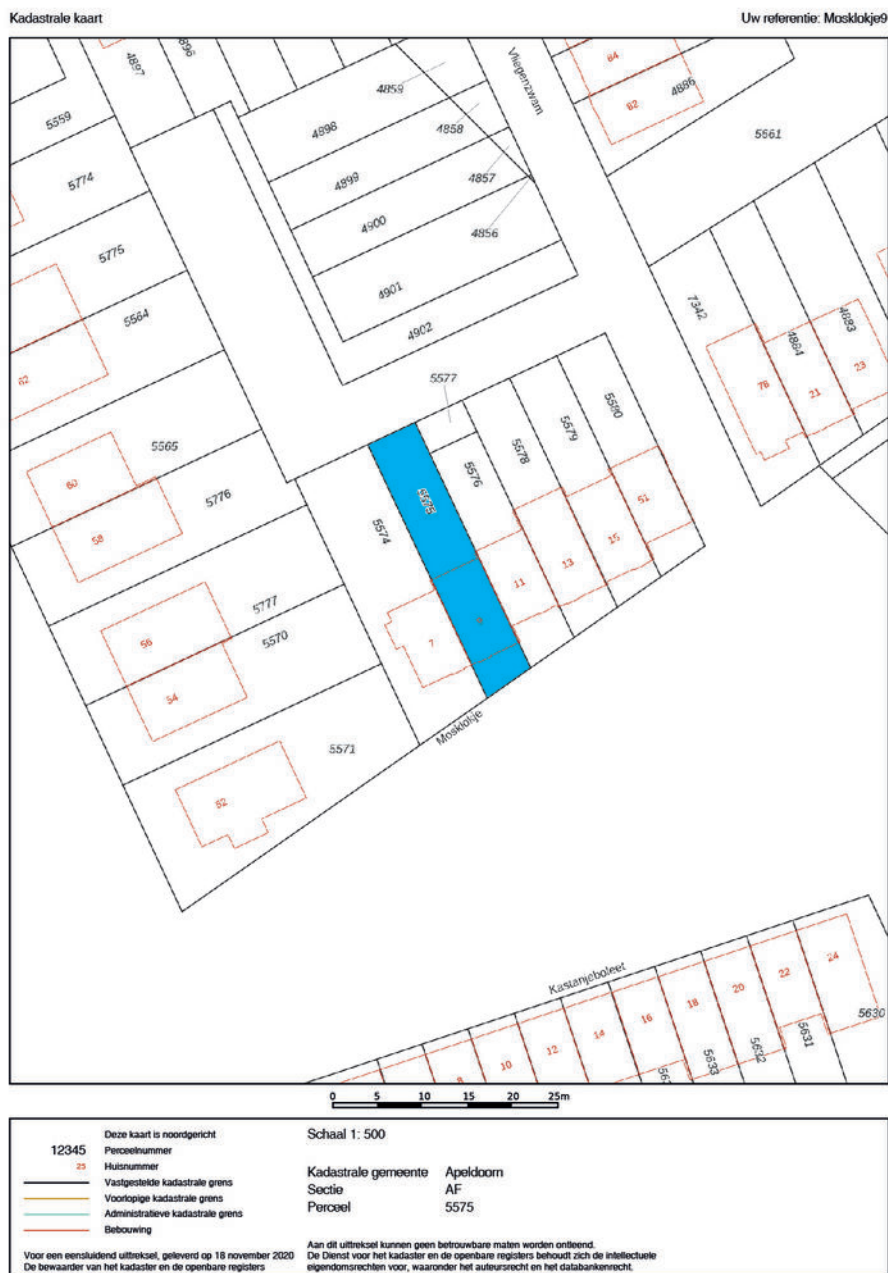 Kadastrale kaart
Uw referentie: Mosklokje9
4897
4896
4859
Vliegenzwam
84
5559
4898
4858
82
4886
5561
5774
4899
4857
4900
4856
5775
4901
5564
4902
7342
4884
4883
62
5577
76
21
23
5565
5580
5579
5578
60
5776
5575
5576
5574
51
58
15
13
11
5777
9
56
5570
7
54
Mosklokje
5571
52
Kastanjeboleet
24
22
20
18
16
14
12
10
8
5630
5631
5632
5633
0 5 10 15 20 25m
Deze kaart is noordgericht
12345 Perceelnummer
25 Huisnummer
Vastgestelde kadastrale grens
Voorlopige kadastrale grens
Administratieve kadastrale grens
Bebouwing
Voor een eensluidend uittreksel, geleverd op 18 november 2020
De bewaarder van het kadaster en de openbare registers
Schaal 1: 500
Kadastrale gemeente Apeldoorn
Sectie AF
Perceel 5575
Aan dit uittreksel kunnen geen betrouwbare maten worden ontleend.
De Dienst voor het kadaster en de openbare registers behoudt zich de intellectuele
eigendomsrechten voor, waaronder het auteursrecht en het databankenrecht.